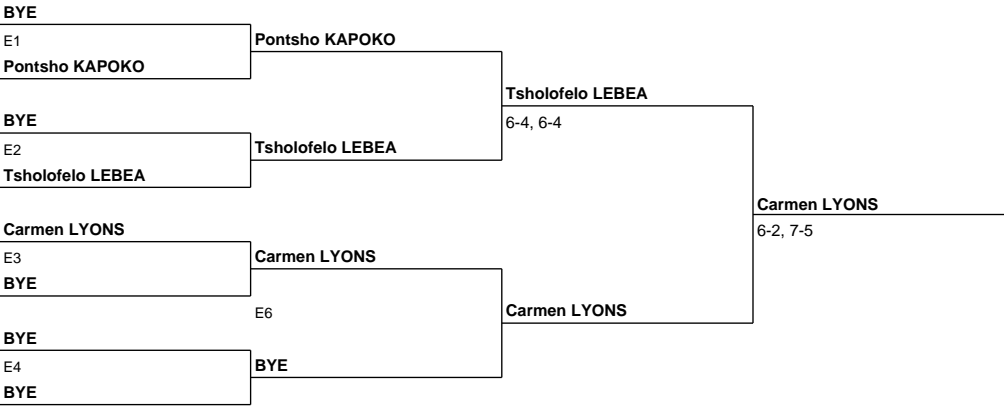 BYE
E1
Pontsho KAPOKO
Pontsho KAPOKO
BYE
E2
Tsholofelo LEBEA
Tsholofelo LEBEA
Tsholofelo LEBEA
6-4, 6-4
Carmen LYONS
E3
BYE
Carmen LYONS
E6
BYE
E4
BYE
BYE
Carmen LYONS
Carmen LYONS
6-2, 7-5